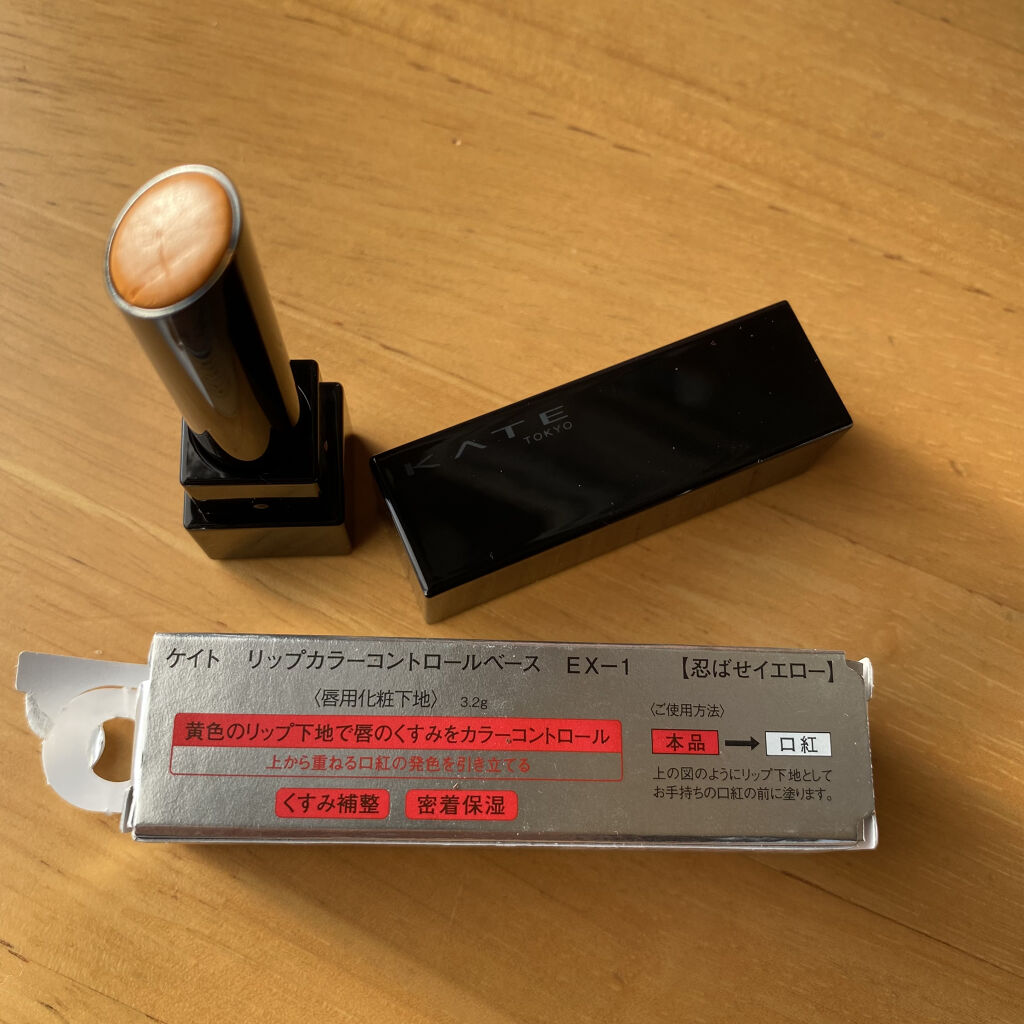 KATE
TOKYO
ケイト リップカラーコントロールベース EX-1 【忍ばせイエロー】
〈唇用化粧下地〉 3.2g
黄色のリップ下地で唇のくすみをカラーコントロール
上から重ねる口紅の発色を引き立てる
くすみ補整 密着保湿
〈ご使用方法〉
本品 → 口紅
上の図のようにリップ下地として
お手持ちの口紅の前に塗ります。